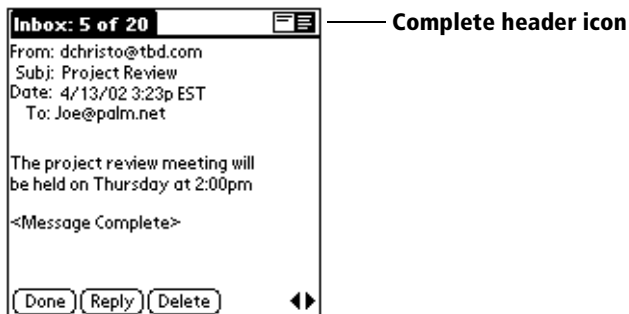 Inbox: 5 of 20
Complete header icon
From: dchristo@tbd.com
Subj: Project Review
Date: 4/13/02 3:23p EST
To: Joe@palm.net
The project review meeting will
be held on Thursday at 2:00pm
<Message Complete>
Done Reply Delete